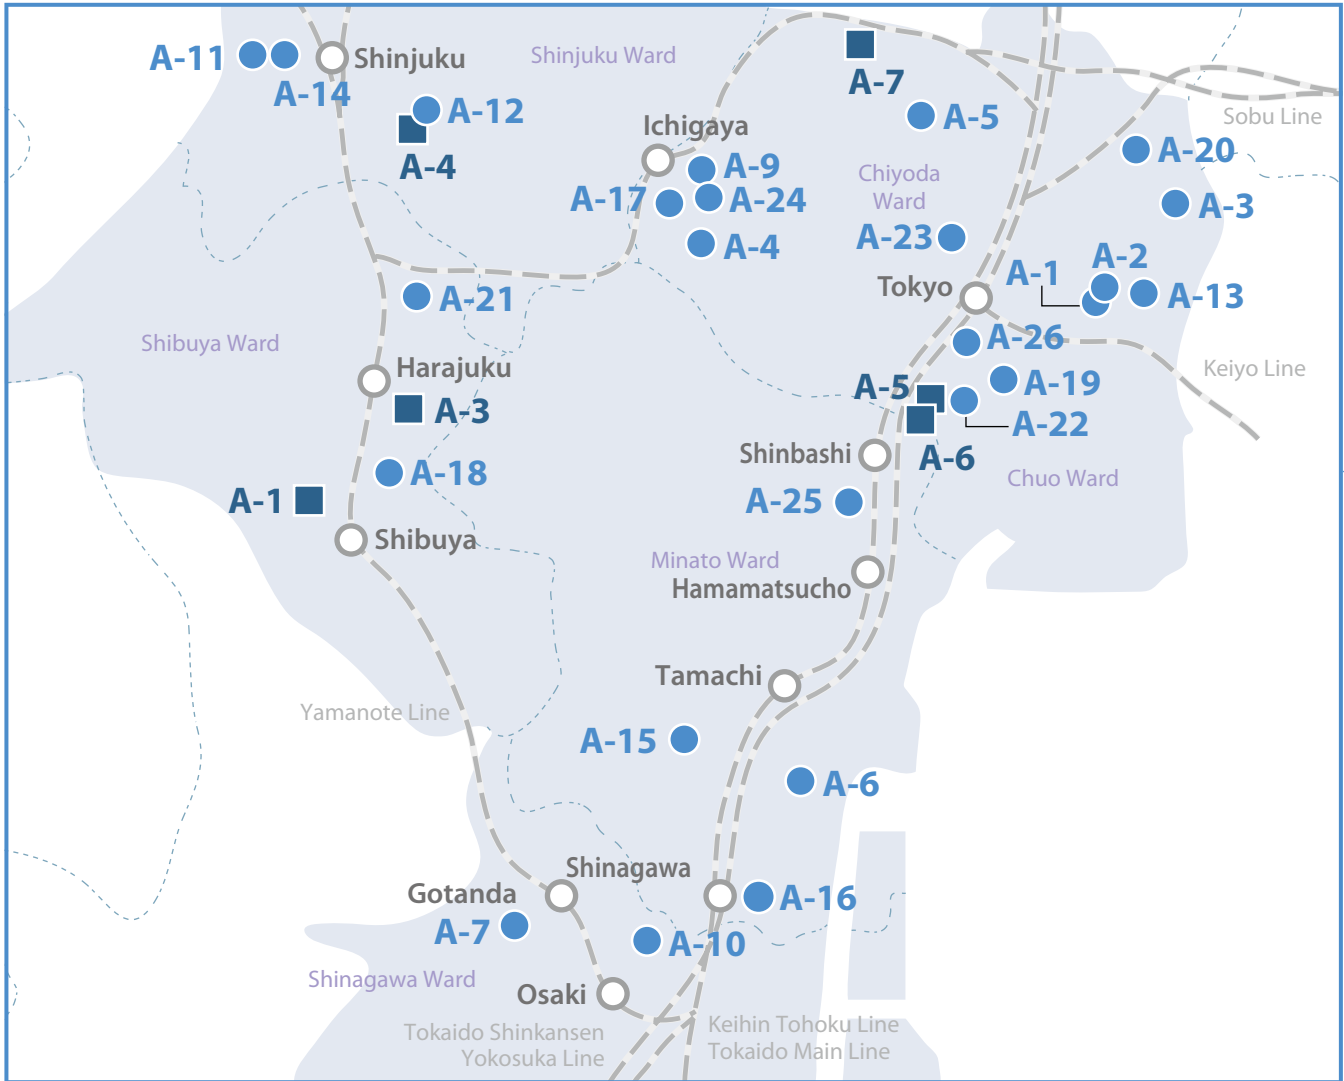 A-11
A-14
Shinjuku
Shinjuku Ward
A-7
A-12
A-5
A-4
Ichigaya
Sobu Line
A-20
A-9
Chiyoda
Ward
A-17
A-24
A-3
A-4
A-23
A-2
A-1
Tokyo
A-13
A-21
Shibuya Ward
A-26
Harajuku
Keiyo Line
A-5
A-19
A-3
A-22
Shinbashi
A-6
A-18
Chuo Ward
A-1
A-25
Shibuya
Minato Ward
Hamamatsucho
Tamachi
Yamanote Line
A-15
A-6
Shinagawa
Gotanda
A-16
A-7
A-10
Shinagawa Ward
Osaki
Tokaido Shinkansen
Yokosuka Line
Keihin Tohoku Line
Tokaido Main Line